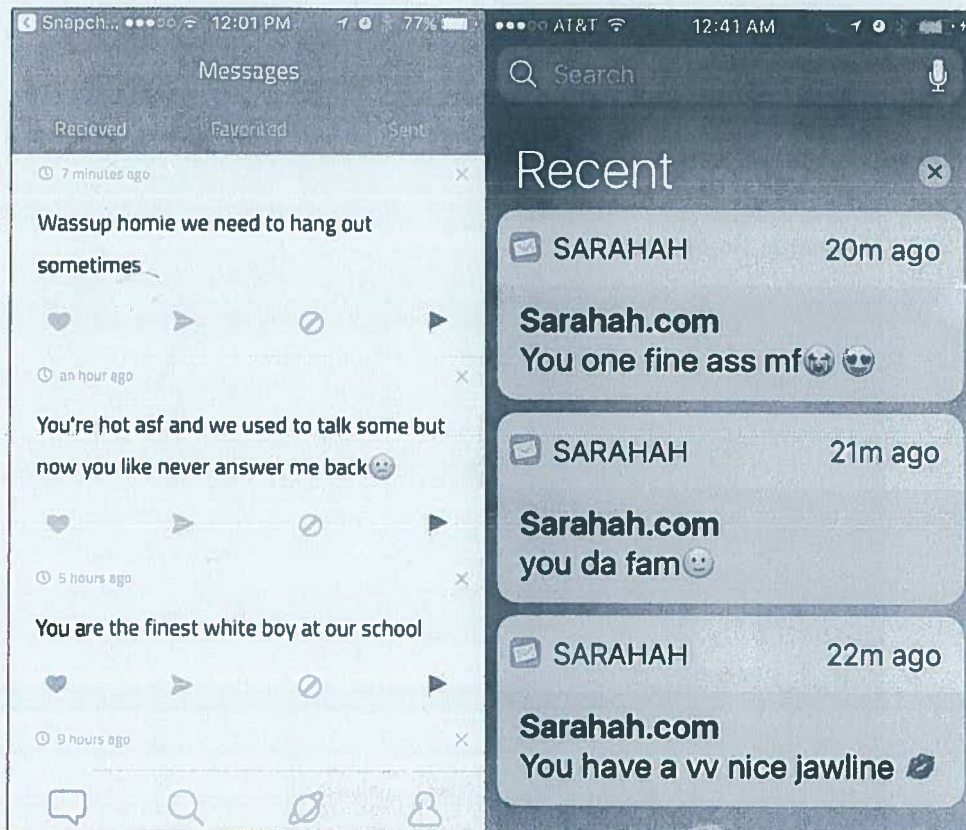 Snapch... 12:01 PM 77%
Messages
Recieved Favorited Sent
7 minutes ago
Wassup homie we need to hang out
sometimes
an hour ago
You're hot asf and we used to talk some but
now you like never answer me back😕
5 hours ago
You are the finest white boy at our school
9 hours ago
AT&T 12:41 AM
Search
Recent
SARAHAH 20m ago
Sarahah.com
You one fine ass mf😭😍
SARAHAH 21m ago
Sarahah.com
you da fam🙂
SARAHAH 22m ago
Sarahah.com
You have a vv nice jawline 💋